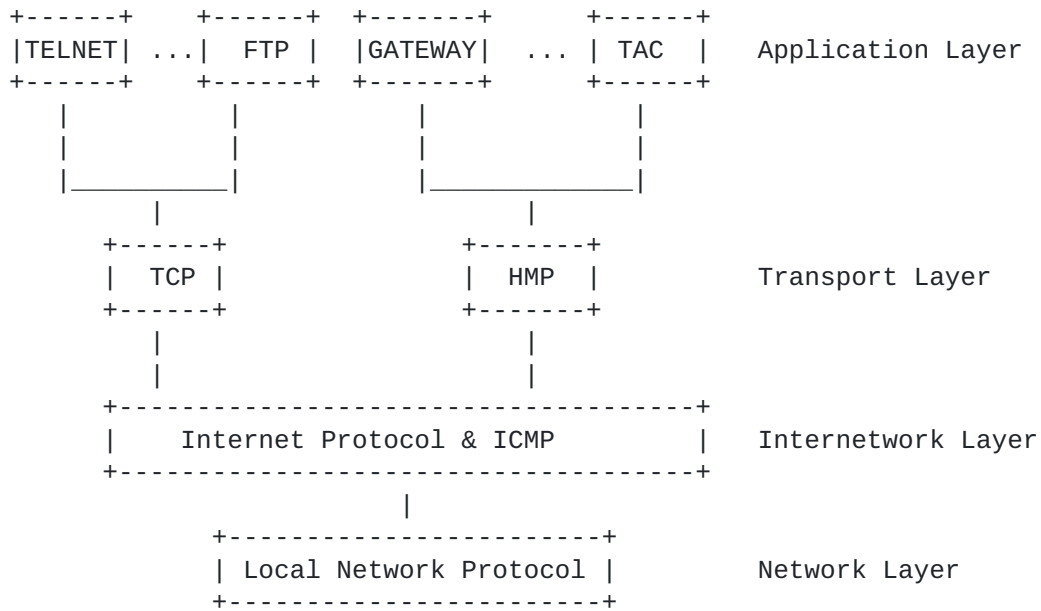 TELNET ... FTP GATEWAY ... TAC Application Layer
TCP HMP Transport Layer
Internet Protocol & ICMP Internetwork Layer
Local Network Protocol Network Layer